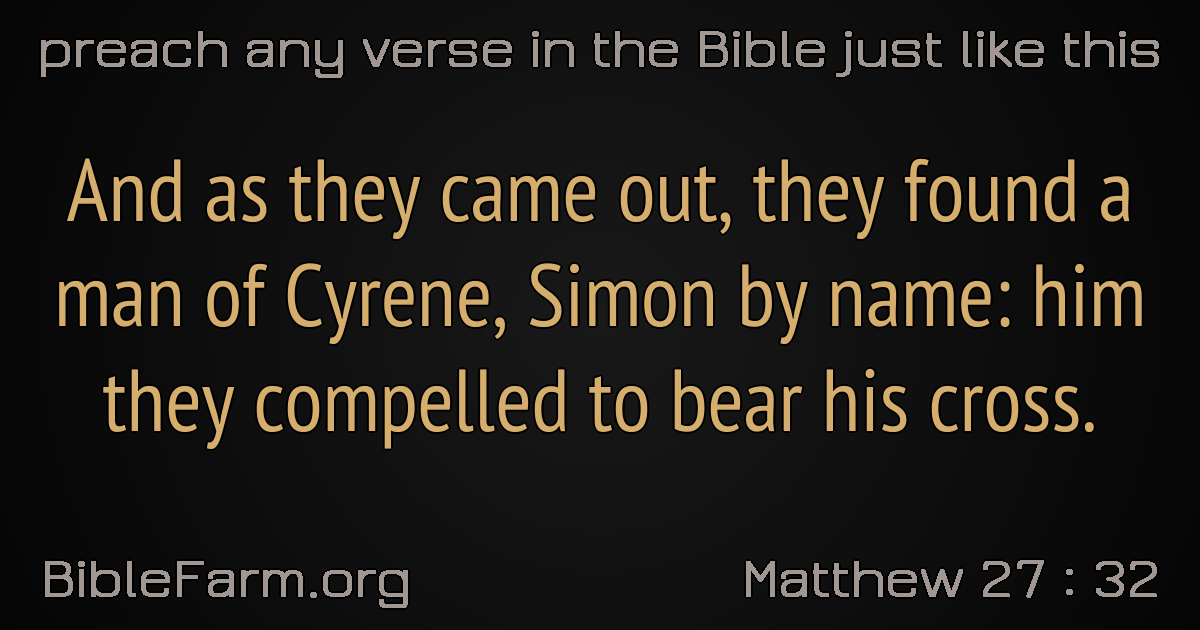 preach any verse in the Bible just like this
And as they came out, they found a
man of Cyrene, Simon by name: him
they compelled to bear his cross.
BibleFarm.org
Matthew 27 : 32